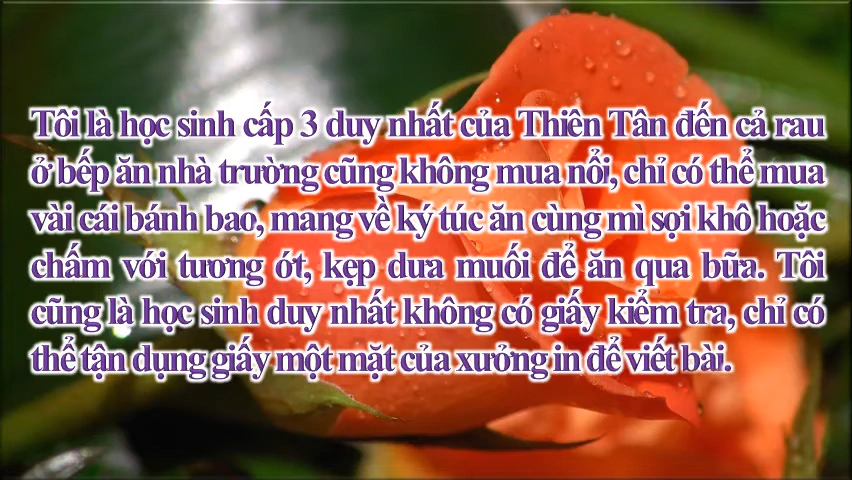 Tôi là học sinh cấp 3 duy nhất của Thiên Tân đến cả rau
ở bếp ăn nhà trường cũng không mua nổi, chỉ có thể mua
vài cái bánh bao, mang về ký túc ăn cùng mì sợi khô hoặc
chấm với tương ớt, kẹp dưa muối để ăn qua bữa. Tôi
cũng là học sinh duy nhất không có giấy kiểm tra, chỉ có
thể tận dụng giấy một mặt của xưởng in để viết bài.